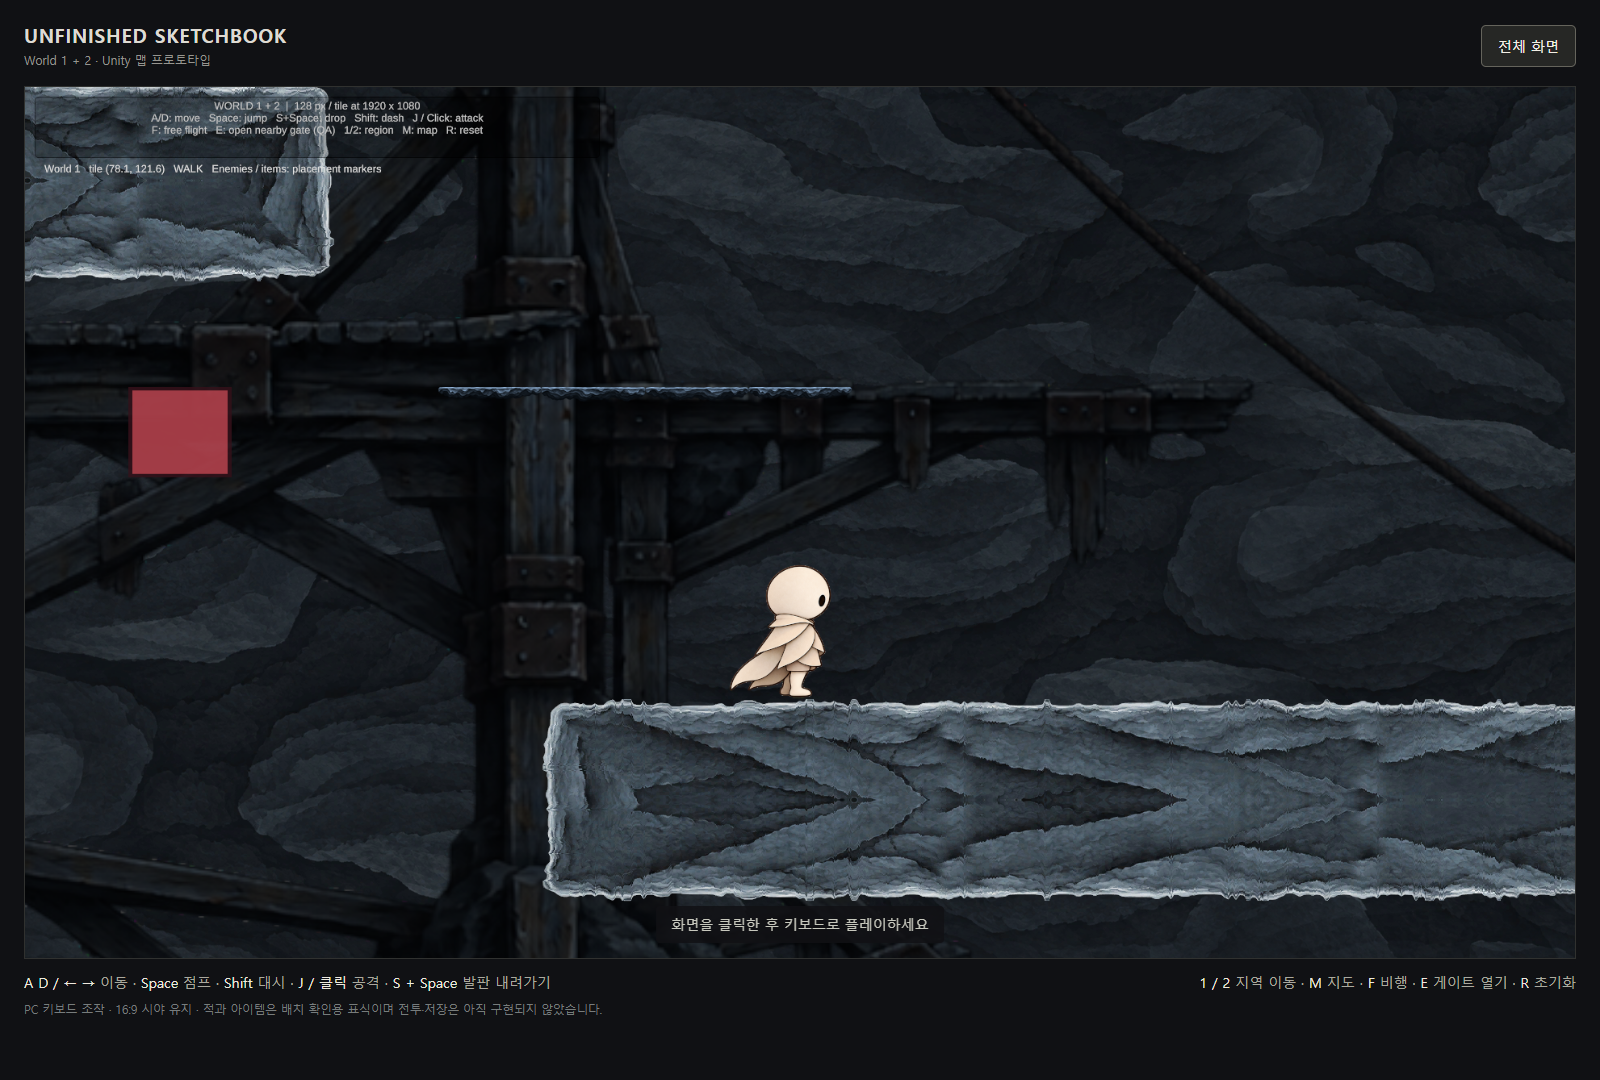 UNFINISHED SKETCHBOOK
World 1 + 2 · Unity 맵 프로토타입
전체 화면
WORLD 1 + 2 | 128 px / tile at 1920 x 1080
A/D: move Space: jump S+Space: drop Shift: dash J / Click: attack
F: free flight E: open nearby gate (QA) 1/2: region M: map R: reset
World 1 tile (78.1, 121.6) WALK Enemies / items: placement markers
화면을 클릭한 후 키보드로 플레이하세요
A D / ← → 이동 · Space 점프 · Shift 대시 · J / 클릭 공격 · S + Space 발판 내려가기
1 / 2 지역 이동 · M 지도 · F 비행 · E 게이트 열기 · R 초기화
PC 키보드 조작 · 16:9 시야 유지 · 적과 아이템은 배치 확인용 표식이며 전투·저장은 아직 구현되지 않았습니다.